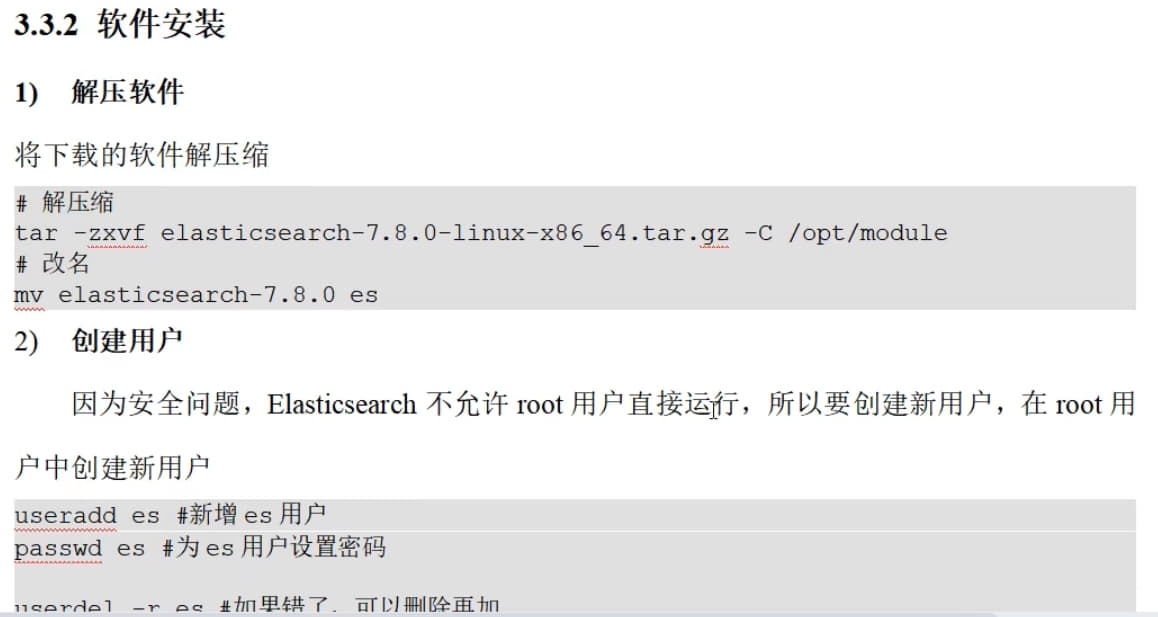 3.3.2 软件安装
1) 解压软件
将下载的软件解压缩
# 解压缩
tar -zxvf elasticsearch-7.8.0-linux-x86_64.tar.gz -C /opt/module
# 改名
mv elasticsearch-7.8.0 es
2) 创建用户
因为安全问题，Elasticsearch 不允许 root 用户直接运行，所以要创建新用户，在 root 用
户中创建新用户
useradd es #新增 es 用户
passwd es #为 es 用户设置密码
userdel -r es #如果错了，可以删除再加